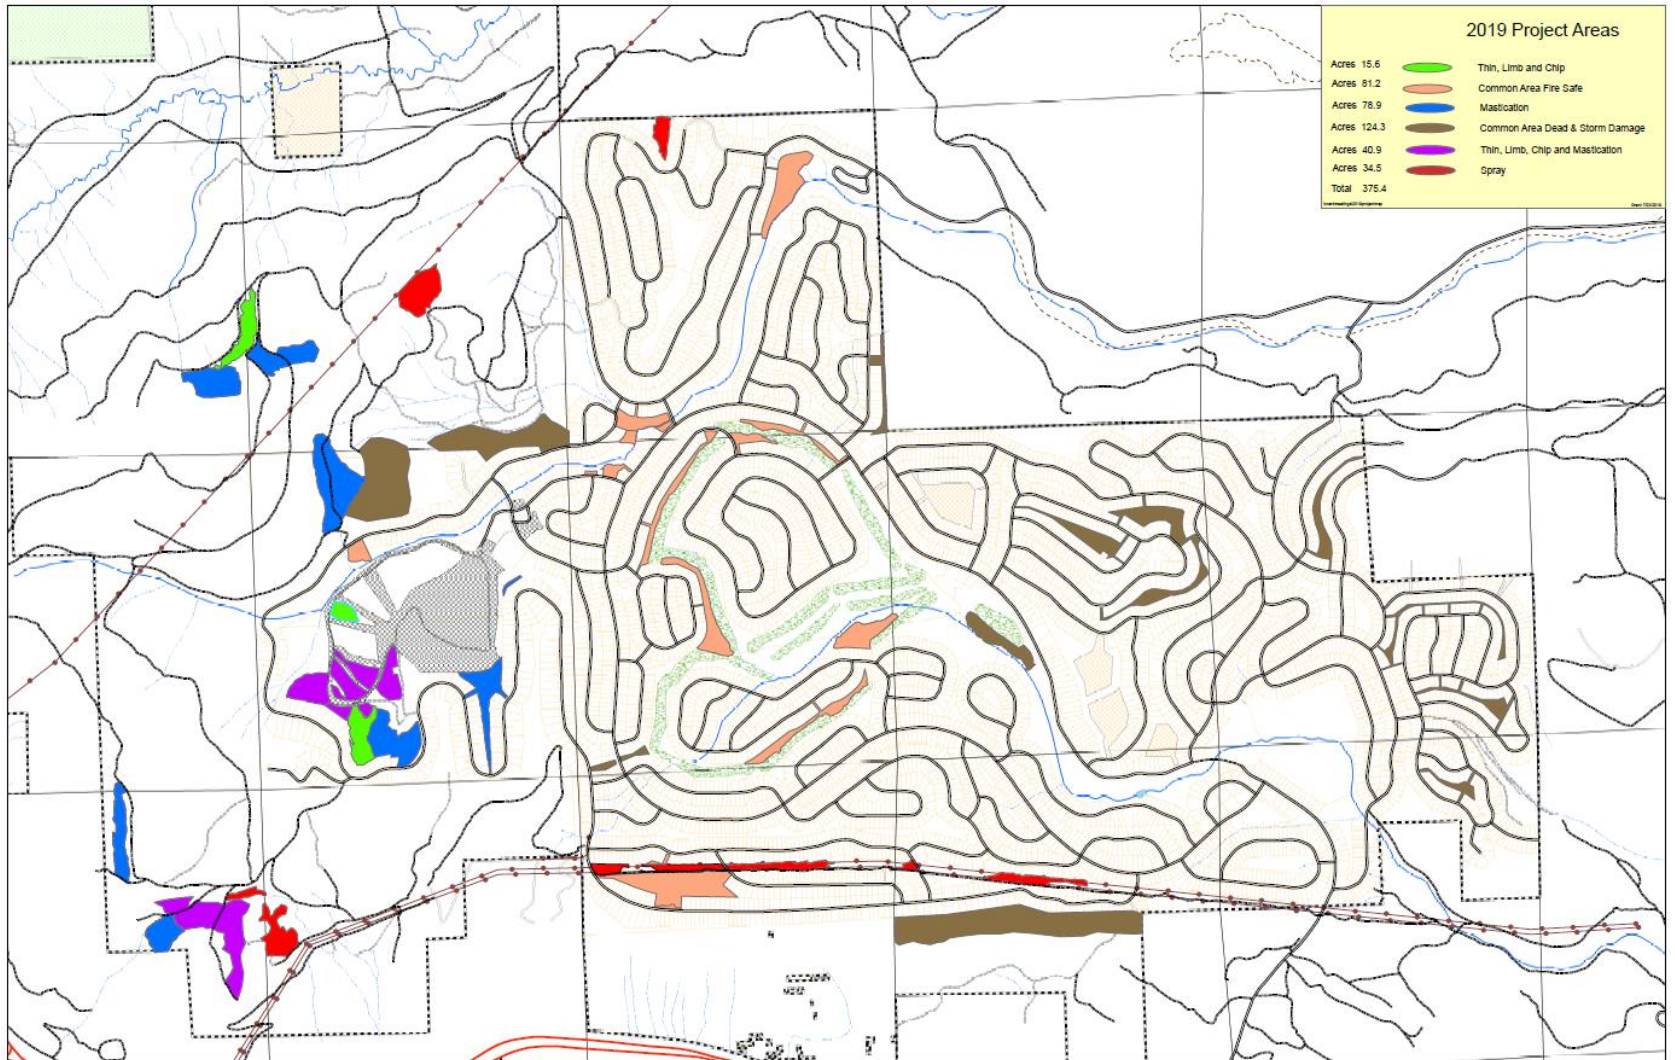 2019 Project Areas
Acres 15.6 Thin, Limb and Chip
Acres 81.2 Common Area Fire Safe
Acres 78.9 Mastication
Acres 124.3 Common Area Dead & Storm Damage
Acres 40.9 Thin, Limb, Chip and Mastication
Acres 34.5 Spray
Total 375.4